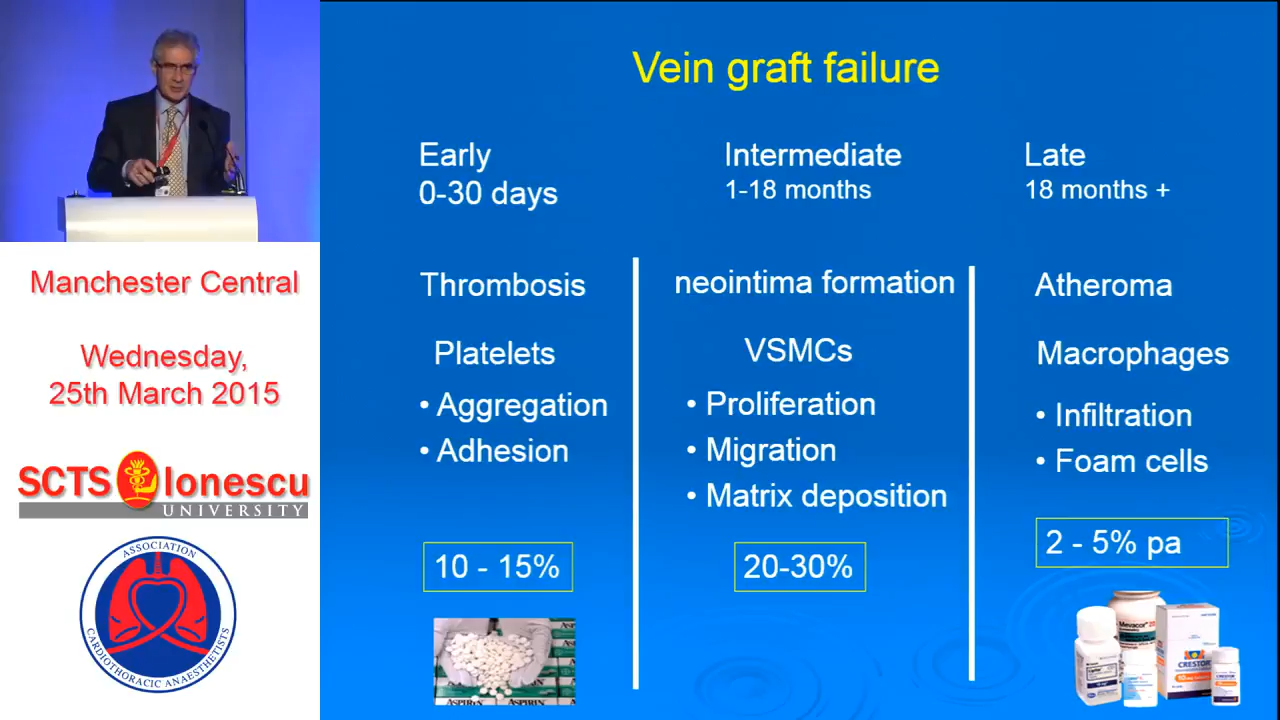 Vein graft failure
Early
0-30 days
Intermediate
1-18 months
Late
18 months +
Thrombosis
Platelets
• Aggregation
• Adhesion
10 - 15%
neointima formation
VSMCs
• Proliferation
• Migration
• Matrix deposition
20-30%
Atheroma
Macrophages
• Infiltration
• Foam cells
2 - 5% pa
ASPIRIN
Mevacor
CRESTOR
Manchester Central
Wednesday,
25th March 2015
SCTS Ionescu
UNIVERSITY
ASSOCIATION
CARDIOTHORACIC ANAESTHETISTS